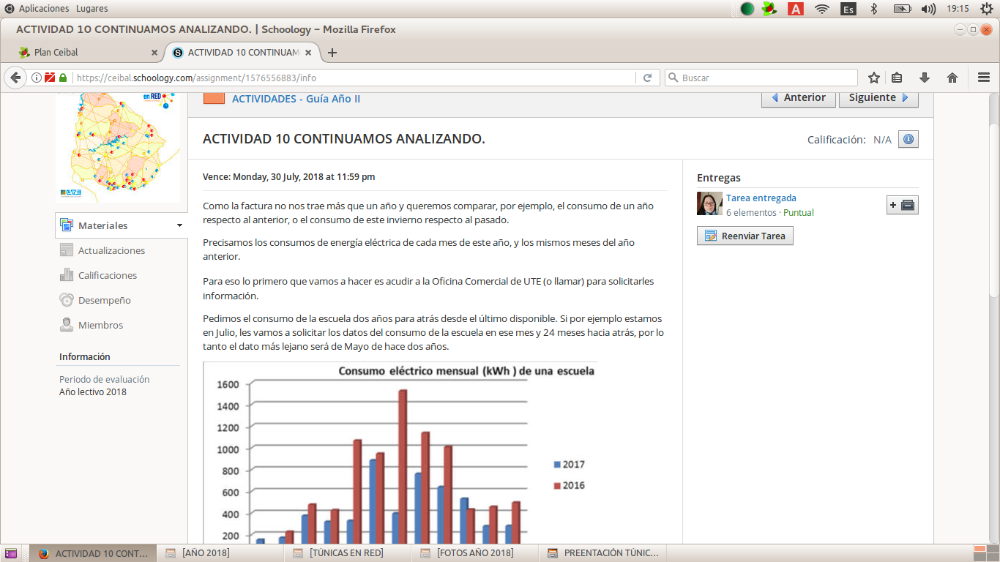 Aplicaciones Lugares
A Es 19:15
ACTIVIDAD 10 CONTINUAMOS ANALIZANDO. | Schoology - Mozilla Firefox
Plan Ceibal
S ACTIVIDAD 10 CONTINUAM
https://ceibal.schoology.com/assignment/1576556883/info
Buscar
en RED
UTE
ACTIVIDADES - Guía Año II
Anterior
Siguiente
ACTIVIDAD 10 CONTINUAMOS ANALIZANDO.
Calificación: N/A
Vence: Monday, 30 July, 2018 at 11:59 pm
Como la factura no nos trae más que un año y queremos comparar, por ejemplo, el consumo de un año
respecto al anterior, o el consumo de este invierno respecto al pasado.
Precisamos los consumos de energía eléctrica de cada mes de este año, y los mismos meses del año
anterior.
Para eso lo primero que vamos a hacer es acudir a la Oficina Comercial de UTE (o llamar) para solicitarles
información.
Pedimos el consumo de la escuela dos años para atrás desde el último disponible. Si por ejemplo estamos
en Julio, les vamos a solicitar los datos del consumo de la escuela en ese mes y 24 meses hacia atrás, por lo
tanto el dato más lejano será de Mayo de hace dos años.
Consumo eléctrico mensual (kWh ) de una escuela
1600
1400
1200
1000
800
600
400
200
2017
2016
Materiales
Actualizaciones
Calificaciones
Desempeño
Miembros
Información
Periodo de evaluación
Año lectivo 2018
Entregas
Tarea entregada
6 elementos · Puntual
+
Reenviar Tarea
ACTIVIDAD 10 CONT...
[AÑO 2018]
[TÚNICAS EN RED]
[FOTOS AÑO 2018]
PREENTACIÓN TÚNIC...